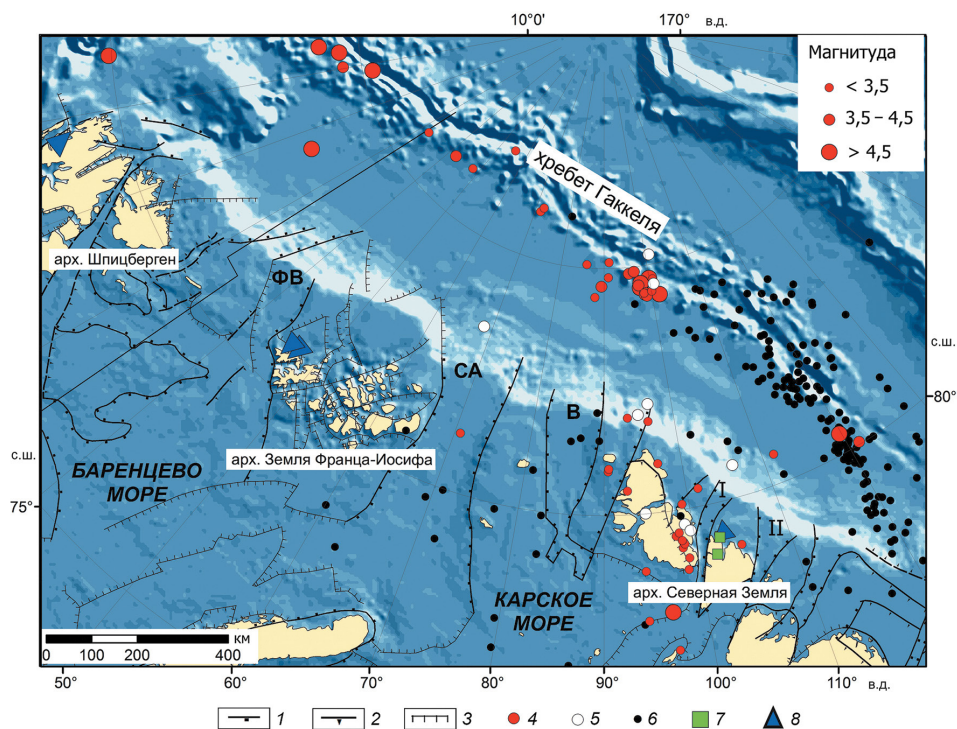 10°0' 170° в.д.
Магнитуда
< 3,5
3,5 – 4,5
> 4,5
хребет Гаккеля
арх. Шпицберген
ФВ
с.ш.
СА
80°
В
арх. Земля Франца-Иосифа
с.ш.
БАРЕНЦЕВО
МОРЕ
75°
I
II
арх. Северная Земля
КАРСКОЕ
МОРЕ
км
0 100 200 400
50° 60° 70° 80° 90° 100° в.д. 110°
1 2 3 4 5 6 7 8